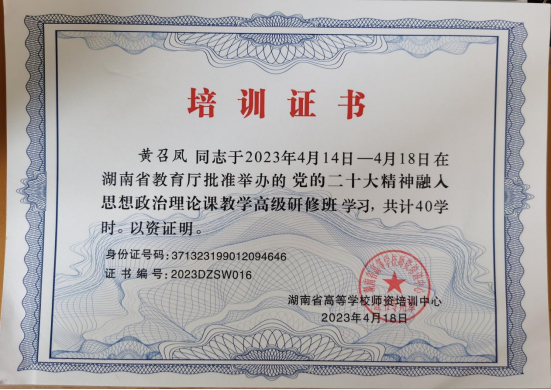 培训证书
黄召凤 同志于2023年4月14日—4月18日在
湖南省教育厅批准举办的 党的二十大精神融入
思想政治理论课教学高级研修班 学习，共计40学
时。以资证明。
身份证号码：371323199012094646
证书编号：2023DZSW016
湖南省高等学校师资培训中心
2023年4月18日